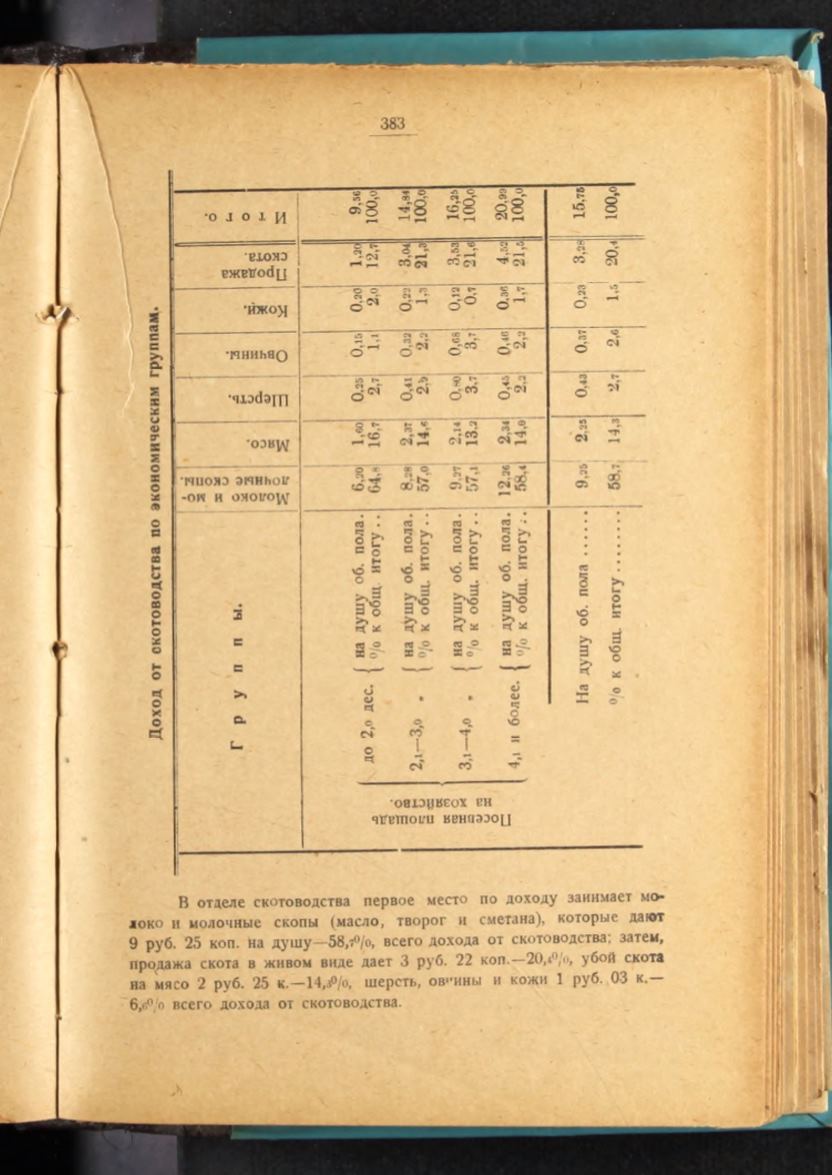 383
Доход от скотоводства по экономическим группам.
Группы. Молоко и молочные скопы. Мясо. Шерсть. Овчины. Кожи. Продажа скота. Итого.
Посевная площадь на хозяйство.
до 2,0 дес. { на душу об. пола. 6,20 1,60 0,25 0,15 0,20 1,20 9,56
% к общ. итогу . . 64,8 16,7 2,7 1,1 2,0 12,7 100,0
2,1—3,0 „ { на душу об. пола. 8,28 2,37 0,41 0,32 0,22 3,04 14,84
% к общ. итогу . . 57,0 14,6 2,9 2,2 1,3 21,3 100,0
3,1—4,0 „ { на душу об. пола. 9,27 2,14 0,80 0,68 0,12 3,53 16,25
% к общ. итогу . . 57,1 13,2 3,7 3,7 0,7 21,6 100,0
4,1 и более. { на душу об. пола. 12,26 2,34 0,45 0,46 0,36 4,52 20,99
% к общ. итогу . . 58,4 14,0 2,2 2,2 1,7 21,5 100,0
На душу об. пола . . . . . . 9,25 2,25 0,43 0,37 0,23 3,28 15,75
% к общ. итогу . . . . . . . . 58,7 14,3 2,7 2,6 1,5 20,4 100,0
В отделе скотоводства первое место по доходу занимает мо-
локо и молочные скопы (масло, творог и сметана), которые дают
9 руб. 25 коп. на душу—58,7%, всего дохода от скотоводства; затем,
продажа скота в живом виде дает 3 руб. 22 коп.—20,4%, убой скота
на мясо 2 руб. 25 к.—14,3%, шерсть, овчины и кожи 1 руб. 03 к.—
6,6% всего дохода от скотоводства.